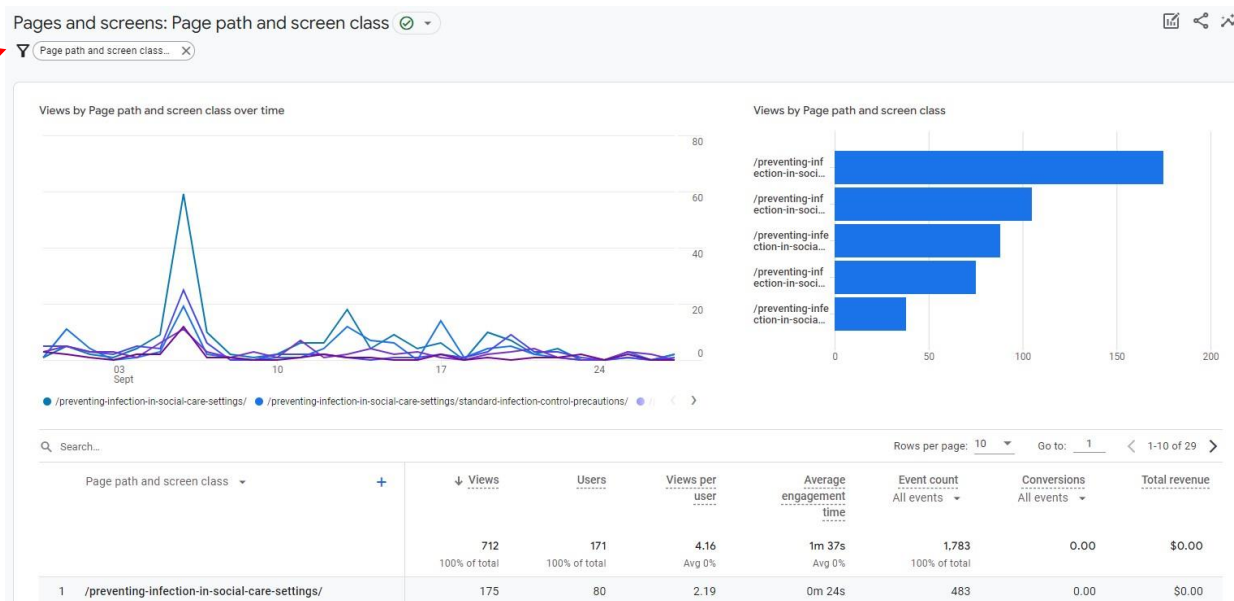 Pages and screens: Page path and screen class
Page path and screen class...
Views by Page path and screen class over time
80
60
40
20
0
03
Sept
10
17
24
/preventing-infection-in-social-care-settings/ /preventing-infection-in-social-care-settings/standard-infection-control-precautions/
Views by Page path and screen class
/preventing-inf
ection-in-soci...
/preventing-inf
ection-in-soci...
/preventing-infe
ction-in-socia...
/preventing-inf
ection-in-soci...
/preventing-infe
ction-in-socia...
0 50 100 150 200
Search...
Rows per page: 10 Go to: 1 1-10 of 29
Page path and screen class + ↓ Views Users Views per user Average engagement time Event count All events Conversions All events Total revenue
712 171 4.16 1m 37s 1,783 0.00 $0.00
100% of total 100% of total Avg 0% Avg 0% 100% of total
1 /preventing-infection-in-social-care-settings/ 175 80 2.19 0m 24s 483 0.00 $0.00